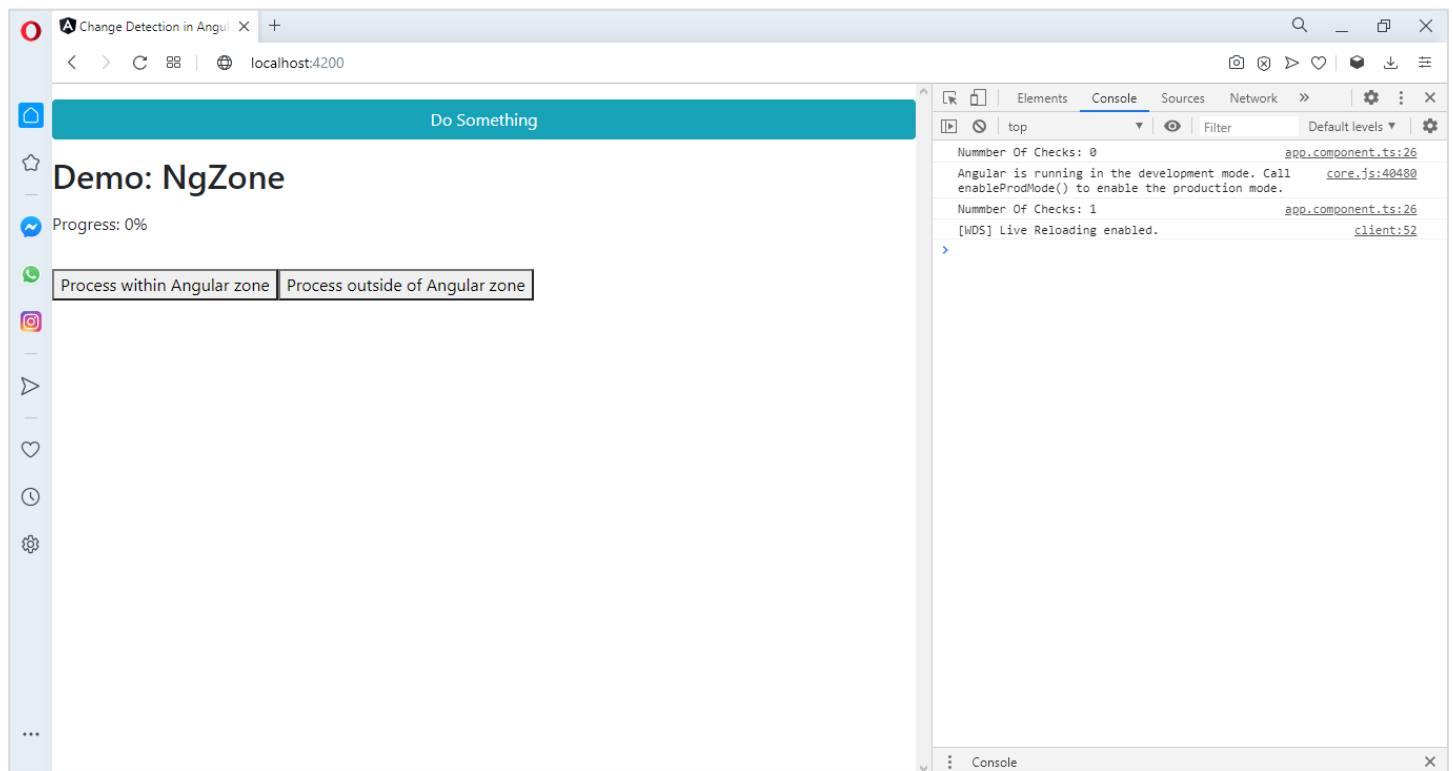 Change Detection in Angul
localhost:4200
Do Something
Demo: NgZone
Progress: 0%
Process within Angular zone
Process outside of Angular zone
Elements Console Sources Network »
top Filter Default levels ▼
Nummber Of Checks: 0 app.component.ts:26
Angular is running in the development mode. Call core.js:40480
enableProdMode() to enable the production mode.
Nummber Of Checks: 1 app.component.ts:26
[WDS] Live Reloading enabled. client:52
Console